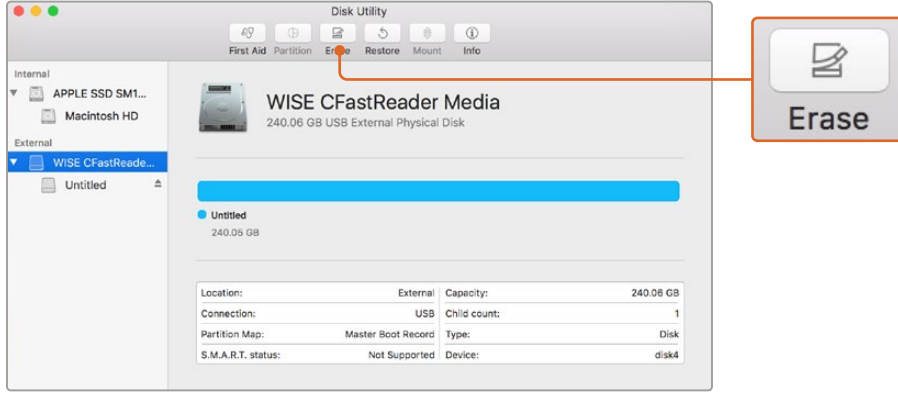 Disk Utility
First Aid Partition Erase Restore Mount Info
Erase
Internal
APPLE SSD SM1...
Macintosh HD
External
WISE CFastReade...
Untitled
WISE CFastReader Media
240.06 GB USB External Physical Disk
Untitled
240.05 GB
Location: External Capacity: 240.06 GB
Connection: USB Child count: 1
Partition Map: Master Boot Record Type: Disk
S.M.A.R.T. status: Not Supported Device: disk4